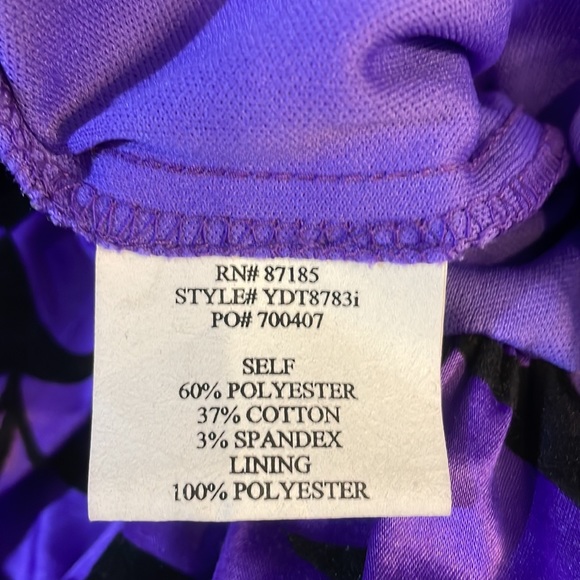 RN# 87185
STYLE# YDT8783i
PO# 700407
SELF
60% POLYESTER
37% COTTON
3% SPANDEX
LINING
100% POLYESTER